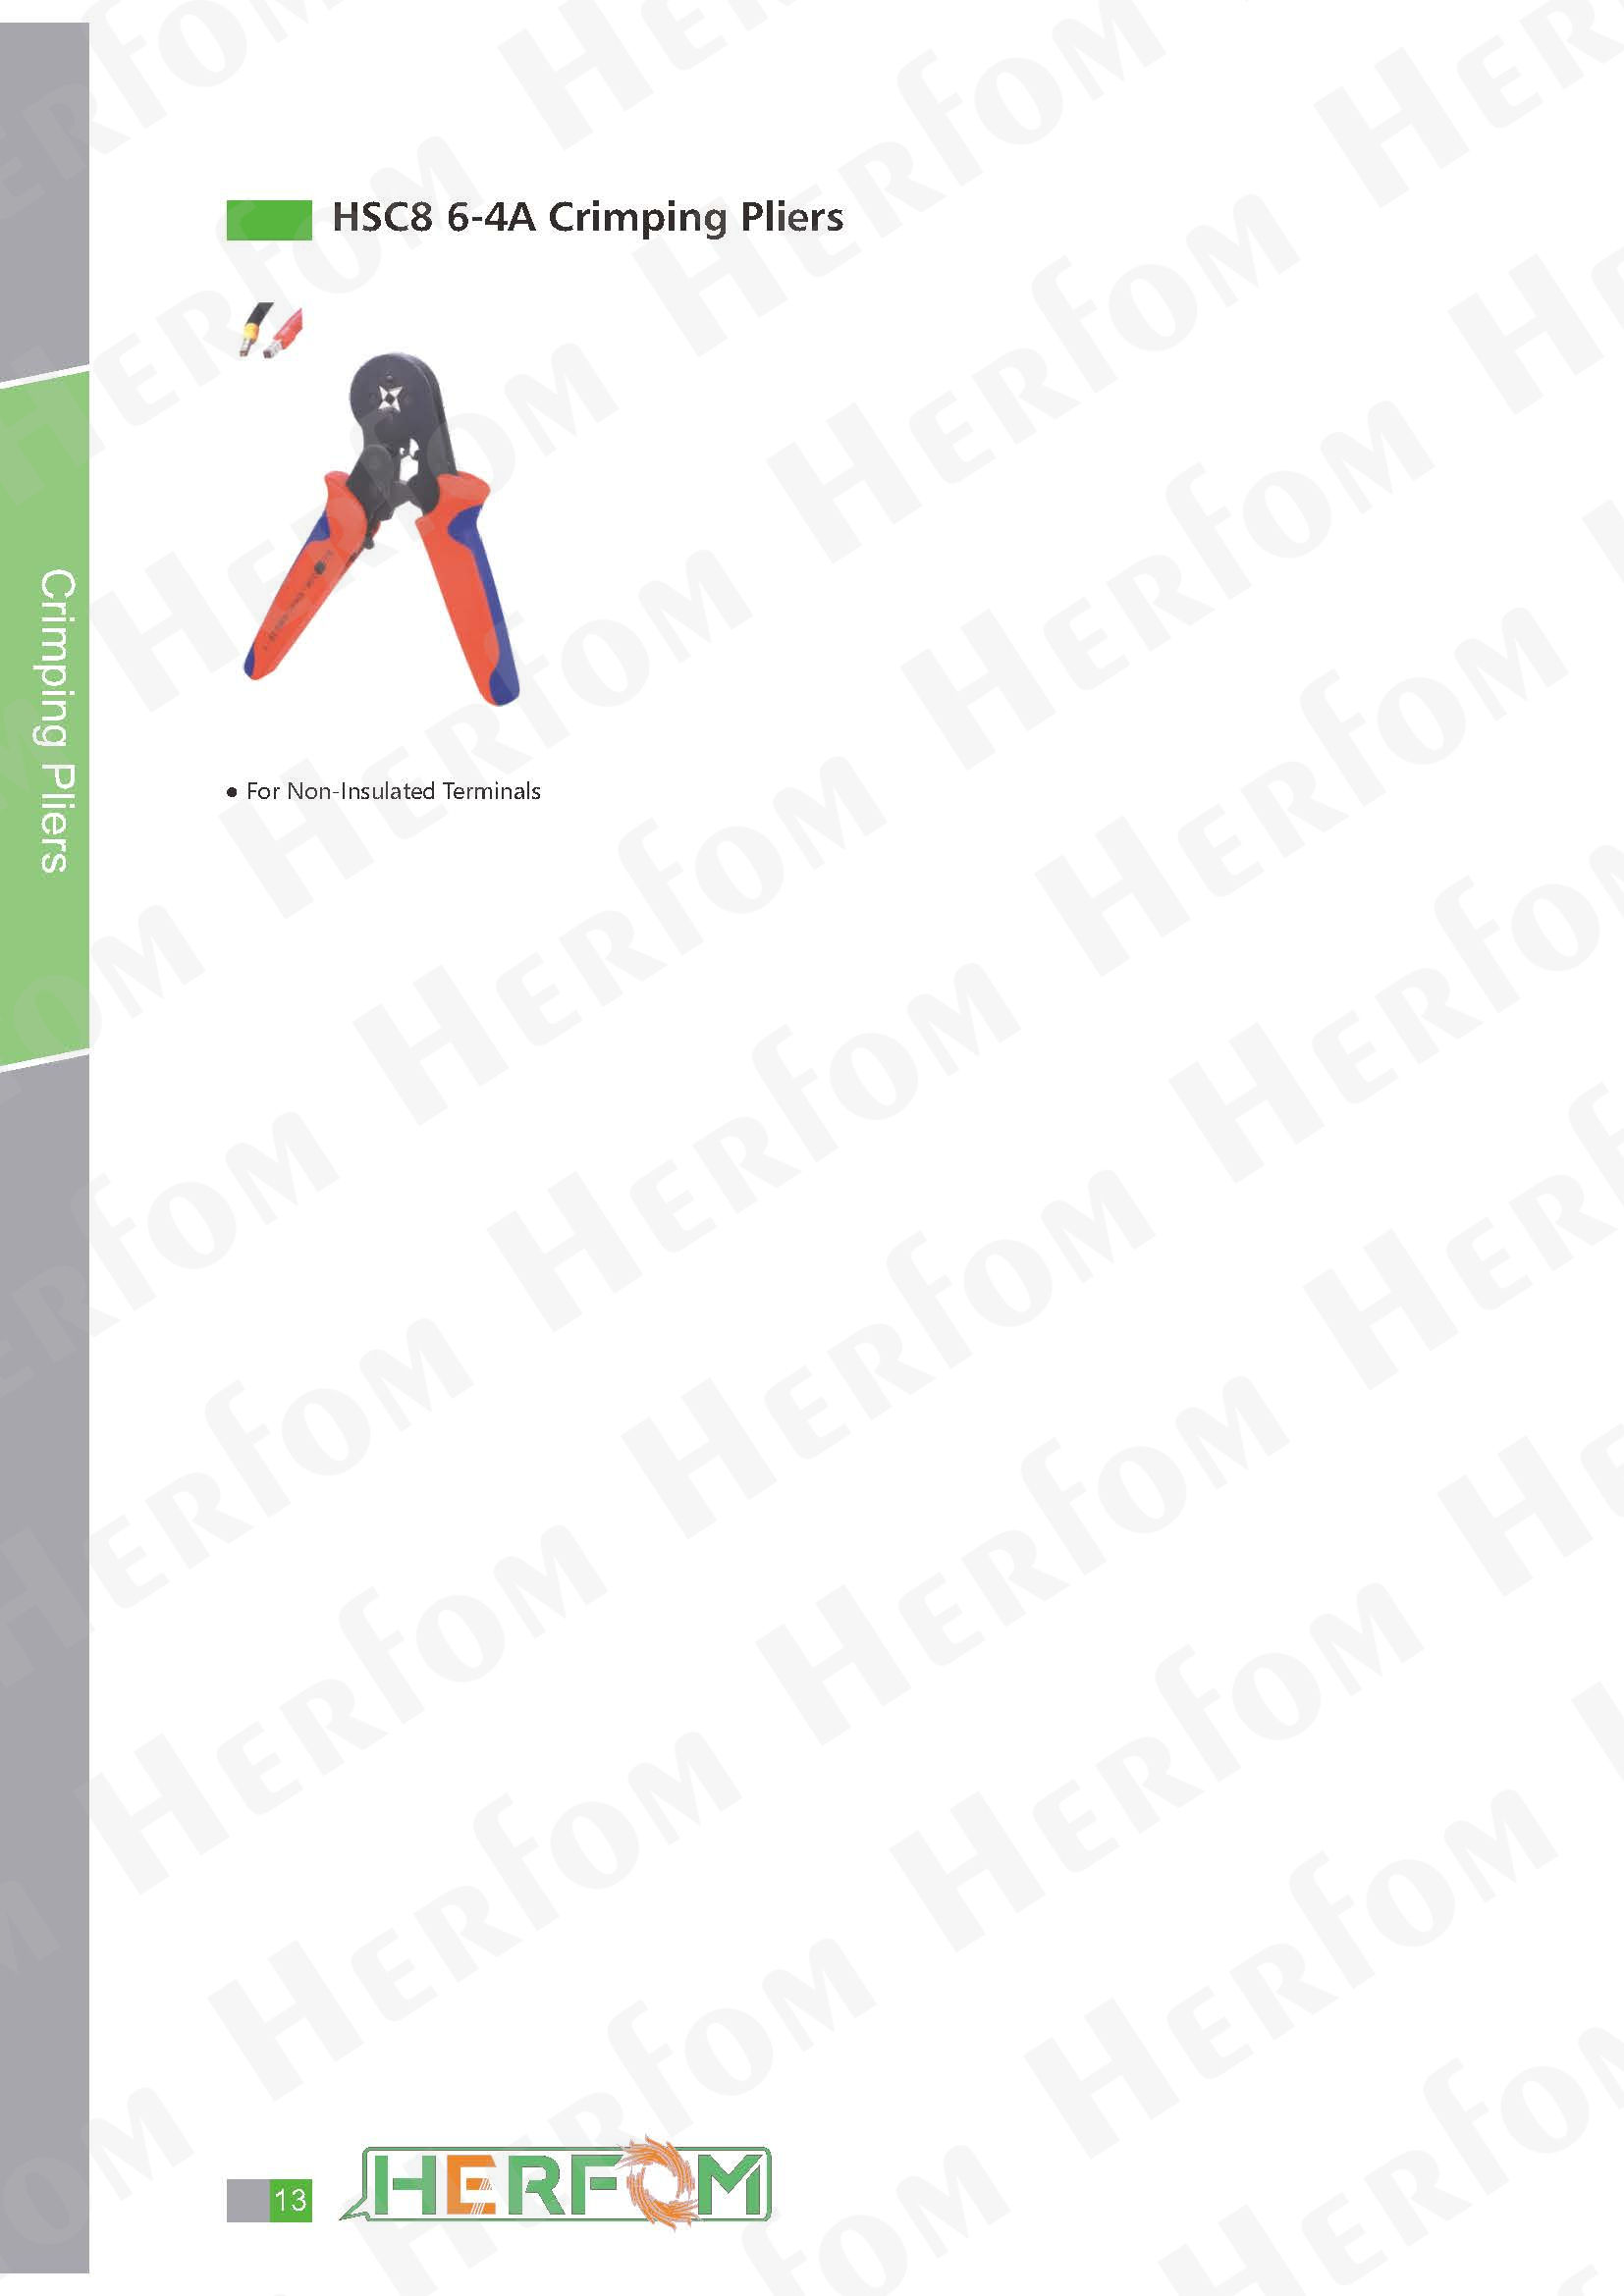 HSC8 6-4A Crimping Pliers
Crimping Pliers
● For Non-Insulated Terminals
13
HERFOM